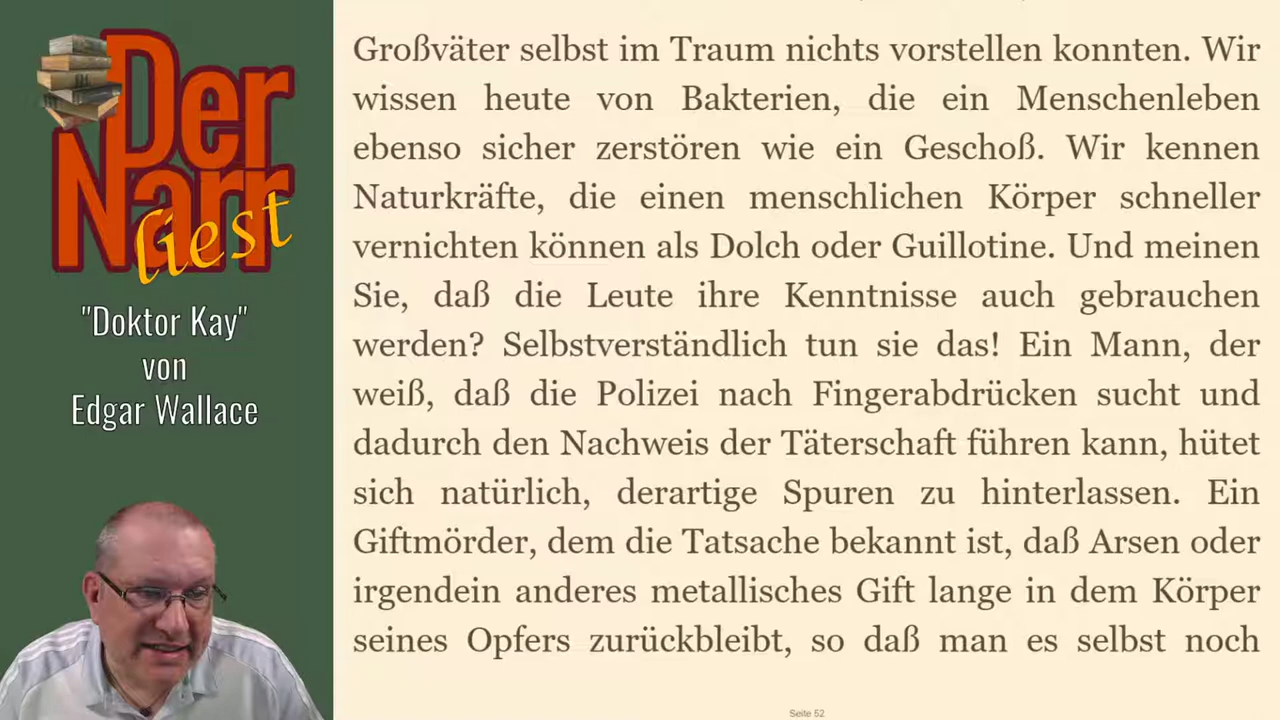 Der
Narr
liest
"Doktor Kay"
von
Edgar Wallace
Großväter selbst im Traum nichts vorstellen konnten. Wir
wissen heute von Bakterien, die ein Menschenleben
ebenso sicher zerstören wie ein Geschoß. Wir kennen
Naturkräfte, die einen menschlichen Körper schneller
vernichten können als Dolch oder Guillotine. Und meinen
Sie, daß die Leute ihre Kenntnisse auch gebrauchen
werden? Selbstverständlich tun sie das! Ein Mann, der
weiß, daß die Polizei nach Fingerabdrücken sucht und
dadurch den Nachweis der Täterschaft führen kann, hütet
sich natürlich, derartige Spuren zu hinterlassen. Ein
Giftmörder, dem die Tatsache bekannt ist, daß Arsen oder
irgendein anderes metallisches Gift lange in dem Körper
seines Opfers zurückbleibt, so daß man es selbst noch
Seite 52